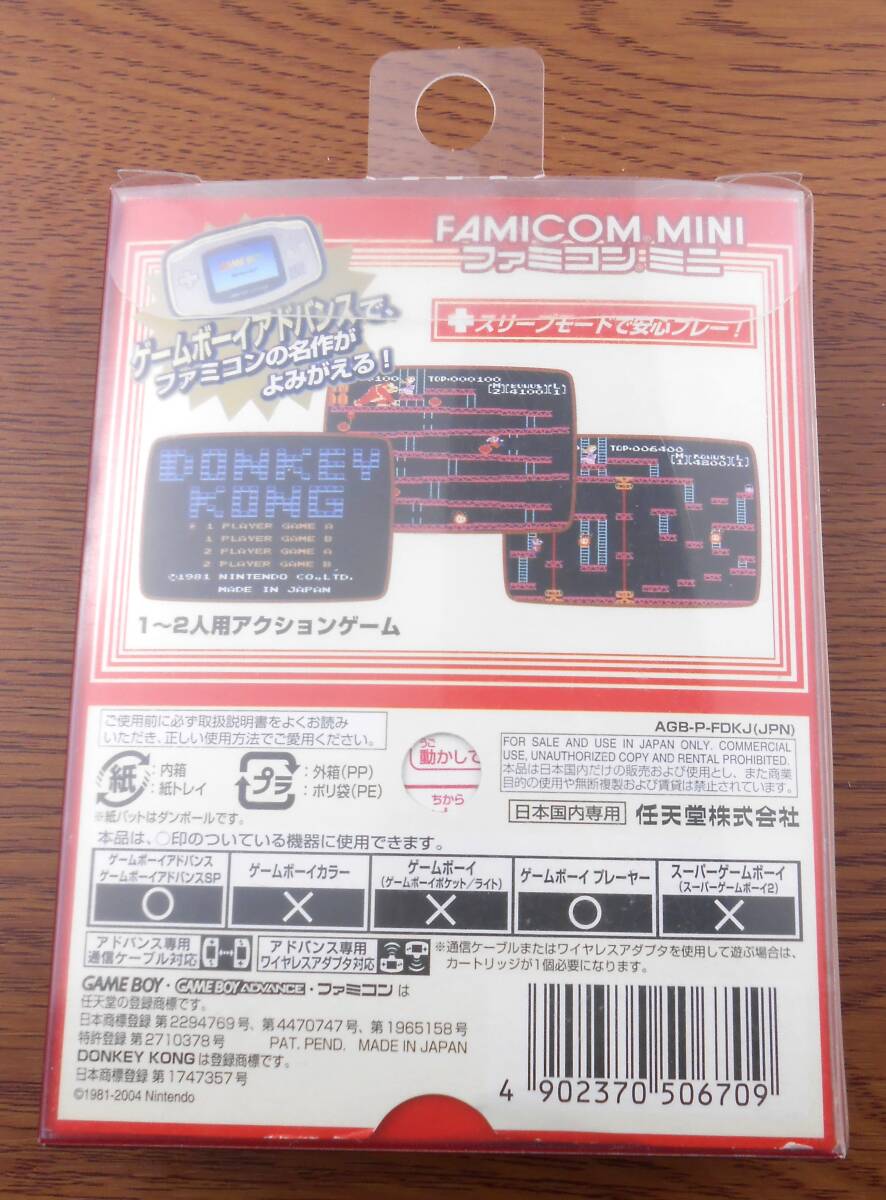 FAMICOM MINI
ファミコン ミニ
ゲームボーイアドバンスで、
ファミコンの名作が
よみがえる!
スリープモードで安心プレー!
TOP-000100
2 4100 1
TOP-006400
1 4800 1
DONKEY
KONG
1 PLAYER GAME A
1 PLAYER GAME B
2 PLAYER GAME A
2 PLAYER GAME B
©1981 NINTENDO CO.,LTD.
MADE IN JAPAN
1〜2人用アクションゲーム
AGB-P-FDKJ(JPN)
ご使用前に必ず取扱説明書をよくお読み
いただき、正しい使用方法でご愛用ください。
紙 :内箱
:紙トレイ
プラ :外箱(PP)
:ポリ袋(PE)
※紙パットはダンボールです。
動かして
ちから
FOR SALE AND USE IN JAPAN ONLY. COMMERCIAL
USE, UNAUTHORIZED COPY AND RENTAL PROHIBITED.
本品は日本国内だけの販売および使用とし、また商業
目的の使用や無断複製および賃貸は禁止されています。
日本国内専用 任天堂株式会社
本品は、○印のついている機器に使用できます。
ゲームボーイアドバンス
ゲームボーイアドバンスSP
○
ゲームボーイカラー
×
ゲームボーイ
(ゲームボーイポケット/ライト)
×
ゲームボーイ プレーヤー
○
スーパーゲームボーイ
(スーパーゲームボーイ2)
×
アドバンス専用
通信ケーブル対応
アドバンス専用
ワイヤレスアダプタ対応
※通信ケーブルまたはワイヤレスアダプタを使用して遊ぶ場合は、
カートリッジが1個必要になります。
GAME BOY・GAME BOY ADVANCE・ファミコン は
任天堂の登録商標です。
日本商標登録 第2294769号、第4470747号、第1965158号
特許登録 第2710378号 PAT. PEND. MADE IN JAPAN
DONKEY KONGは登録商標です。
日本商標登録 第1747357号
©1981-2004 Nintendo
4 902370 506709